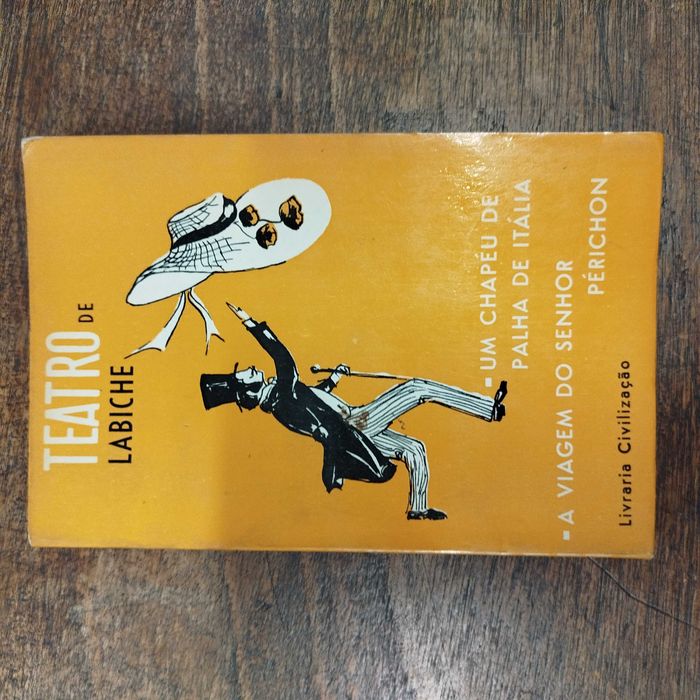 TEATRO DE
LABICHE
▪ UM CHAPÉU DE
PALHA DE ITÁLIA
▪ A VIAGEM DO SENHOR
PÉRICHON
Livraria Civilização